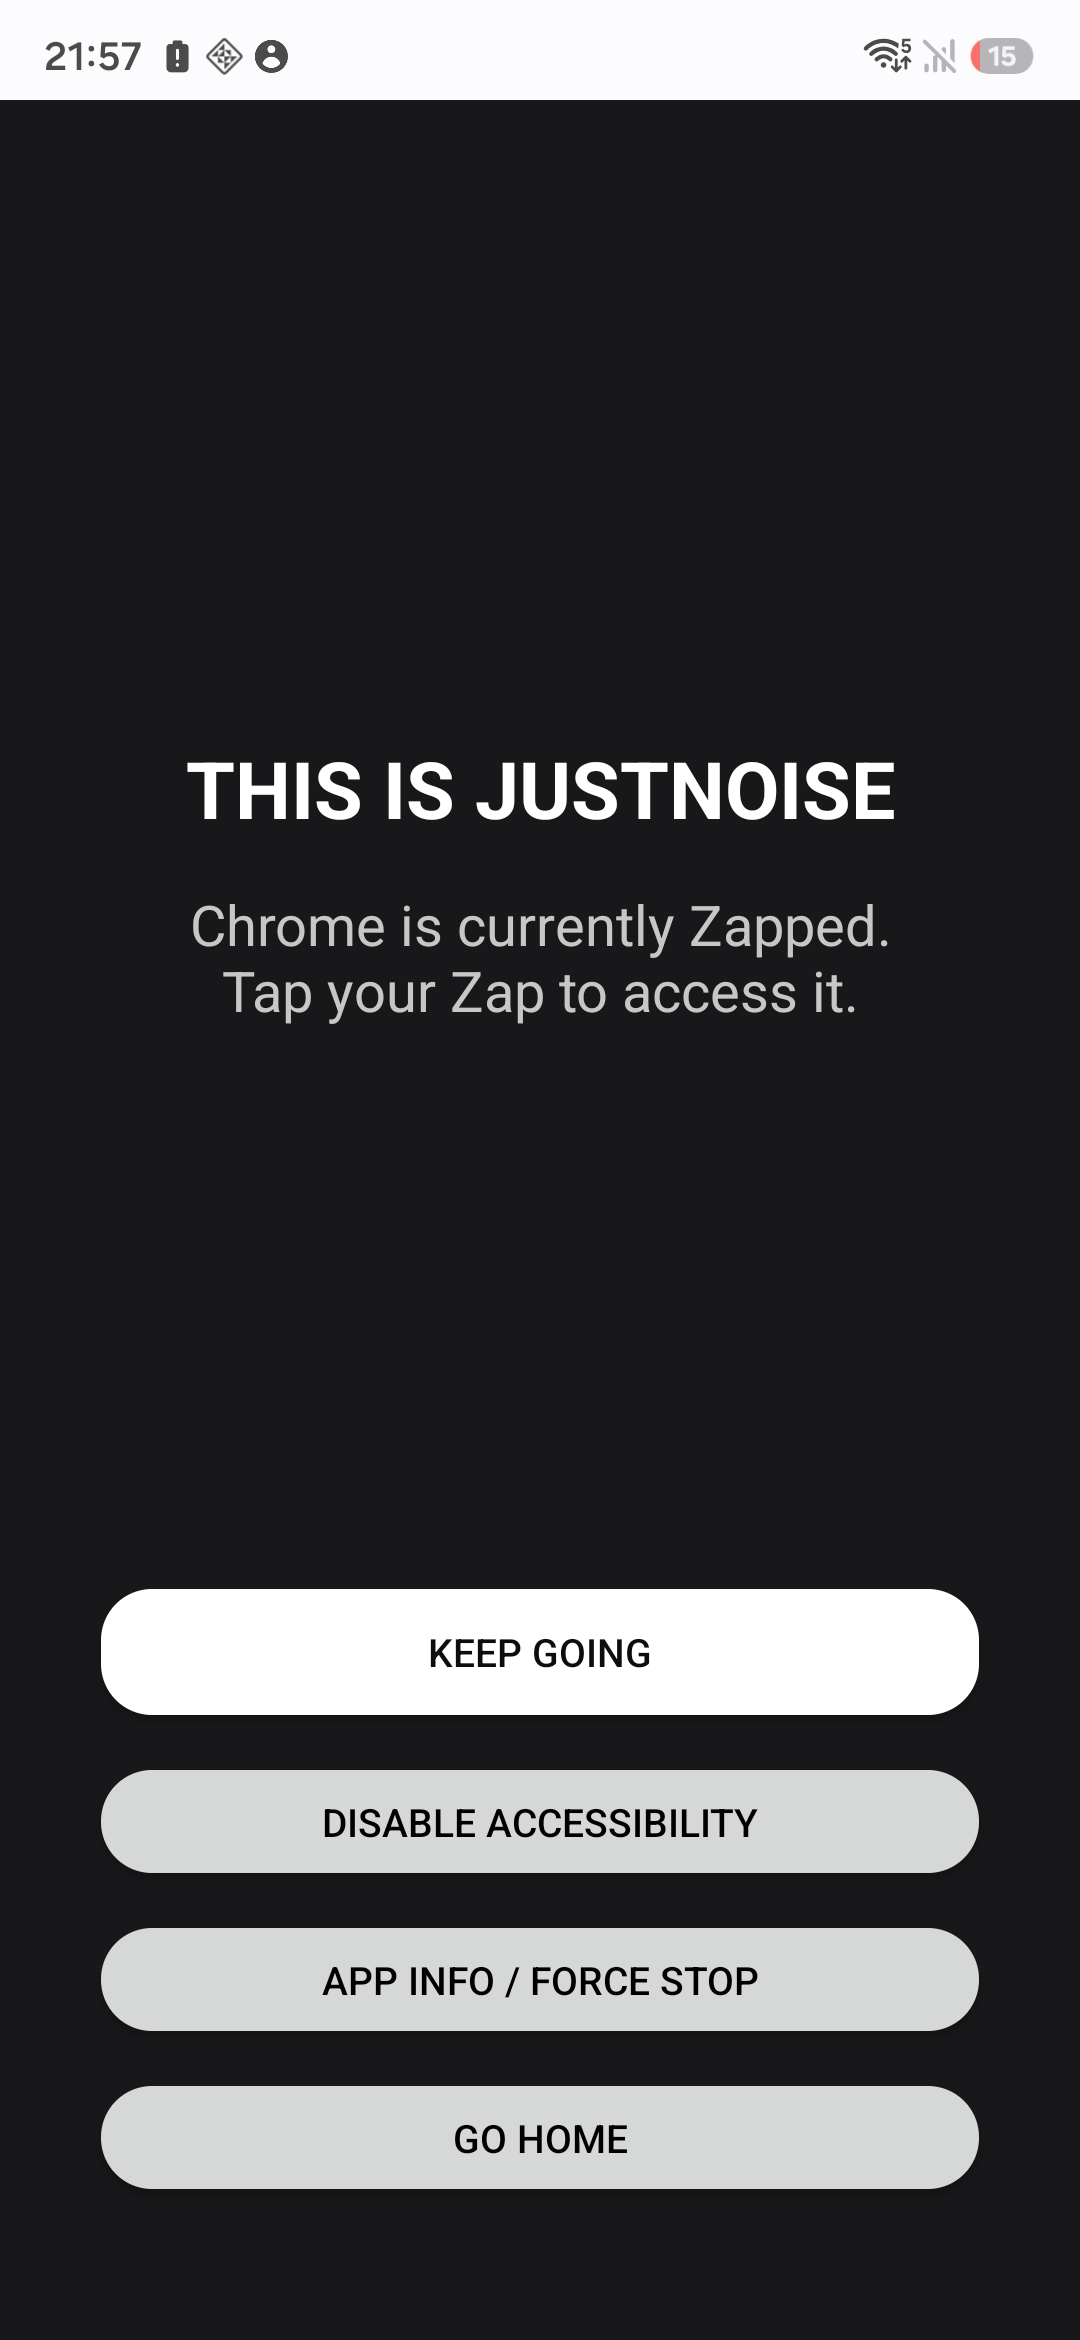 21:57
5
15
THIS IS JUSTNOISE
Chrome is currently Zapped.
Tap your Zap to access it.
KEEP GOING
DISABLE ACCESSIBILITY
APP INFO / FORCE STOP
GO HOME